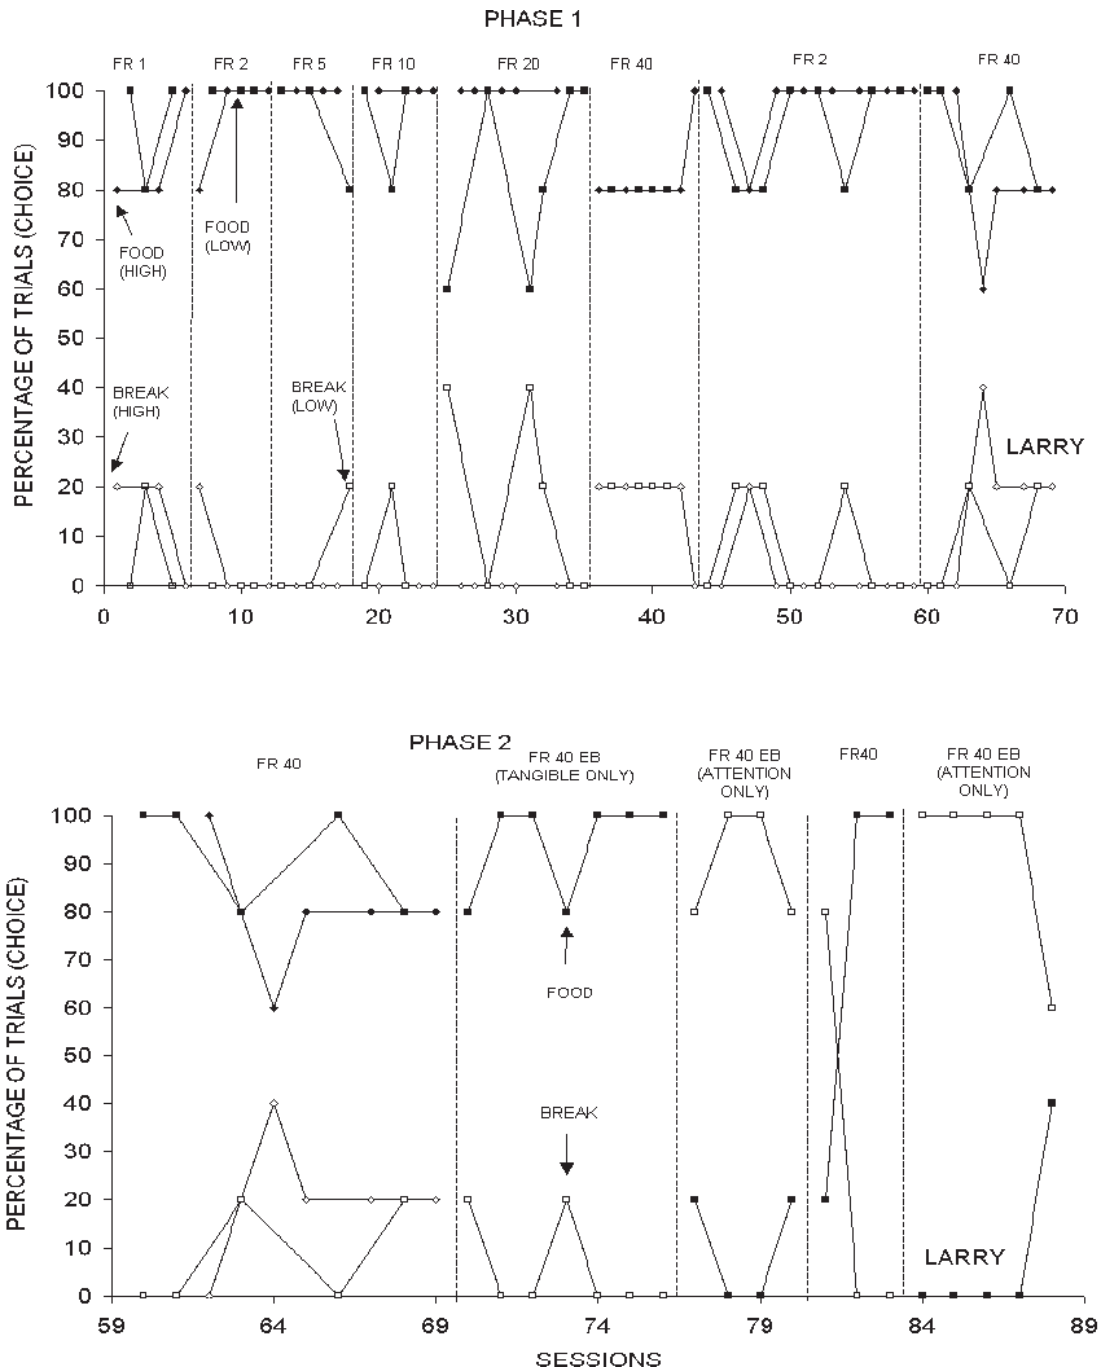 PHASE 1
FR 1 FR 2 FR 5 FR 10 FR 20 FR 40 FR 2 FR 40
PERCENTAGE OF TRIALS (CHOICE)
100
90
80
70
60
50
40
30
20
10
0
FOOD
(HIGH)
FOOD
(LOW)
BREAK
(HIGH)
BREAK
(LOW)
LARRY
0 10 20 30 40 50 60 70
PHASE 2
FR 40
FR 40 EB
(TANGIBLE ONLY)
FR 40 EB
(ATTENTION
ONLY)
FR40
FR 40 EB
(ATTENTION
ONLY)
PERCENTAGE OF TRIALS (CHOICE)
100
90
80
70
60
50
40
30
20
10
0
FOOD
BREAK
LARRY
59 64 69 74 79 84 89
SESSIONS